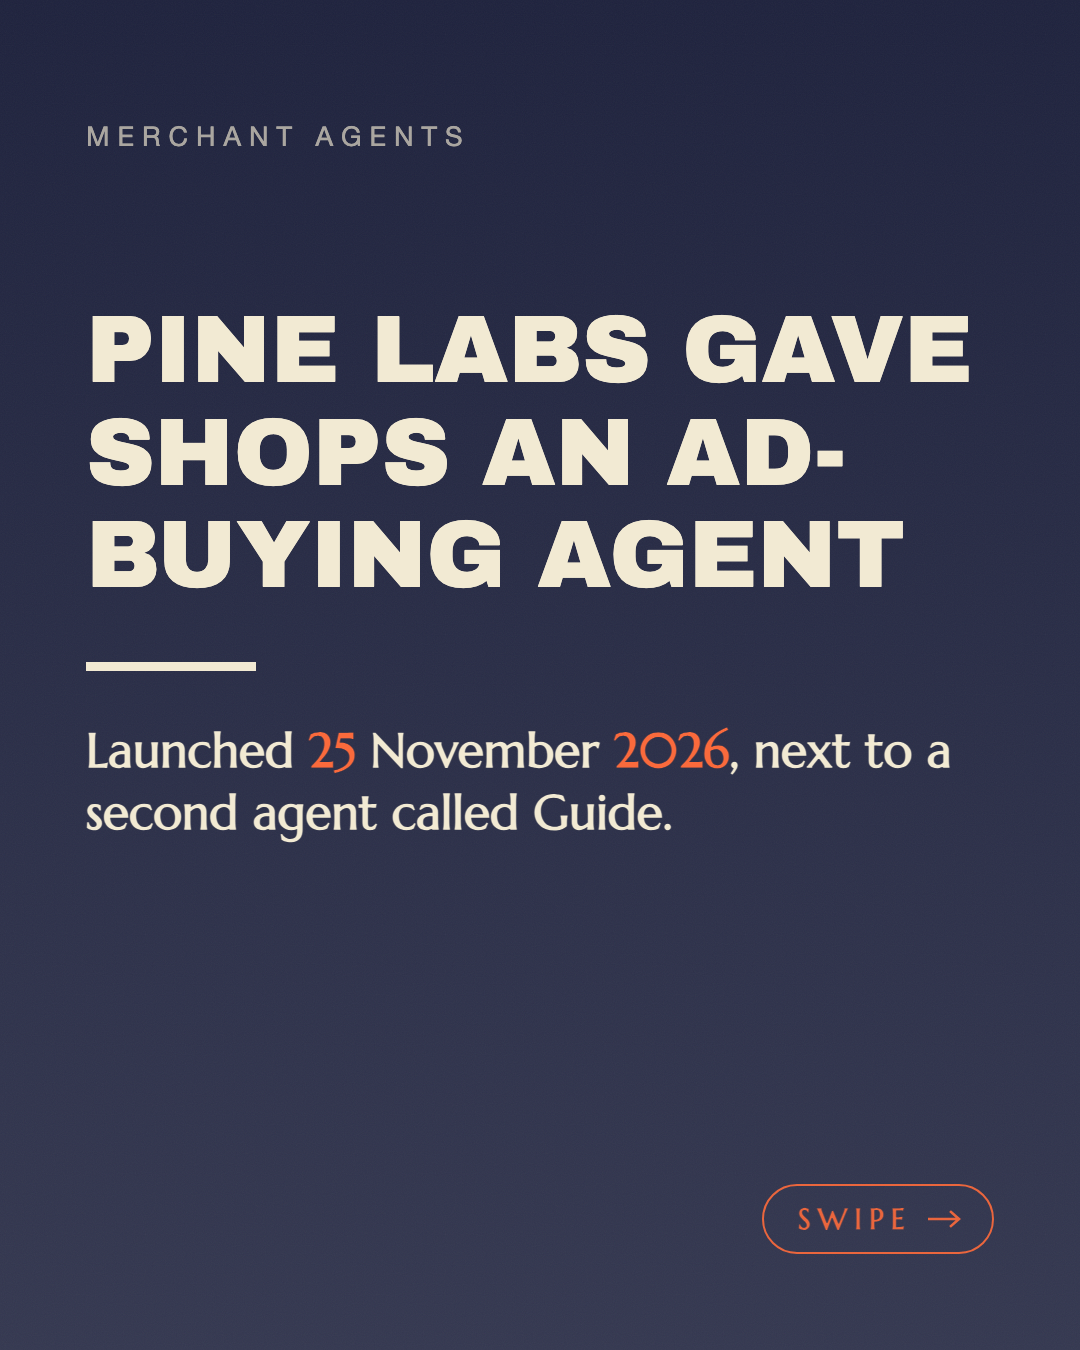 MERCHANT AGENTS
PINE LABS GAVE
SHOPS AN AD-
BUYING AGENT
Launched 25 November 2026, next to a
second agent called Guide.
SWIPE →